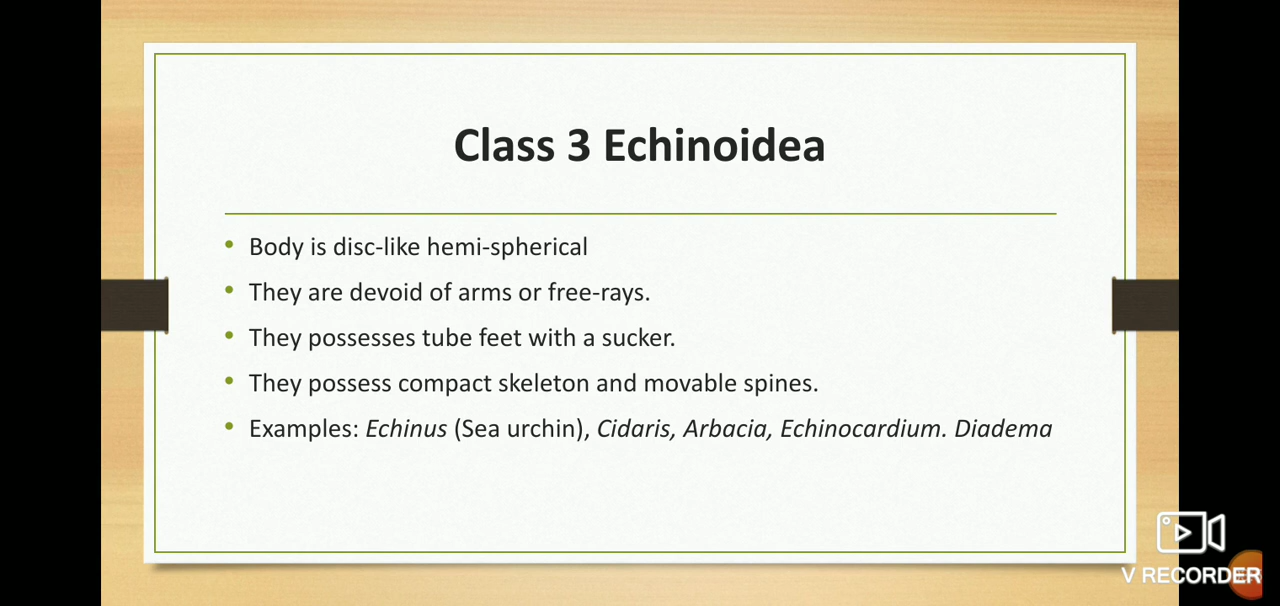 Class 3 Echinoidea
• Body is disc-like hemi-spherical
• They are devoid of arms or free-rays.
• They possesses tube feet with a sucker.
• They possess compact skeleton and movable spines.
• Examples: Echinus (Sea urchin), Cidaris, Arbacia, Echinocardium. Diadema
V RECORDER